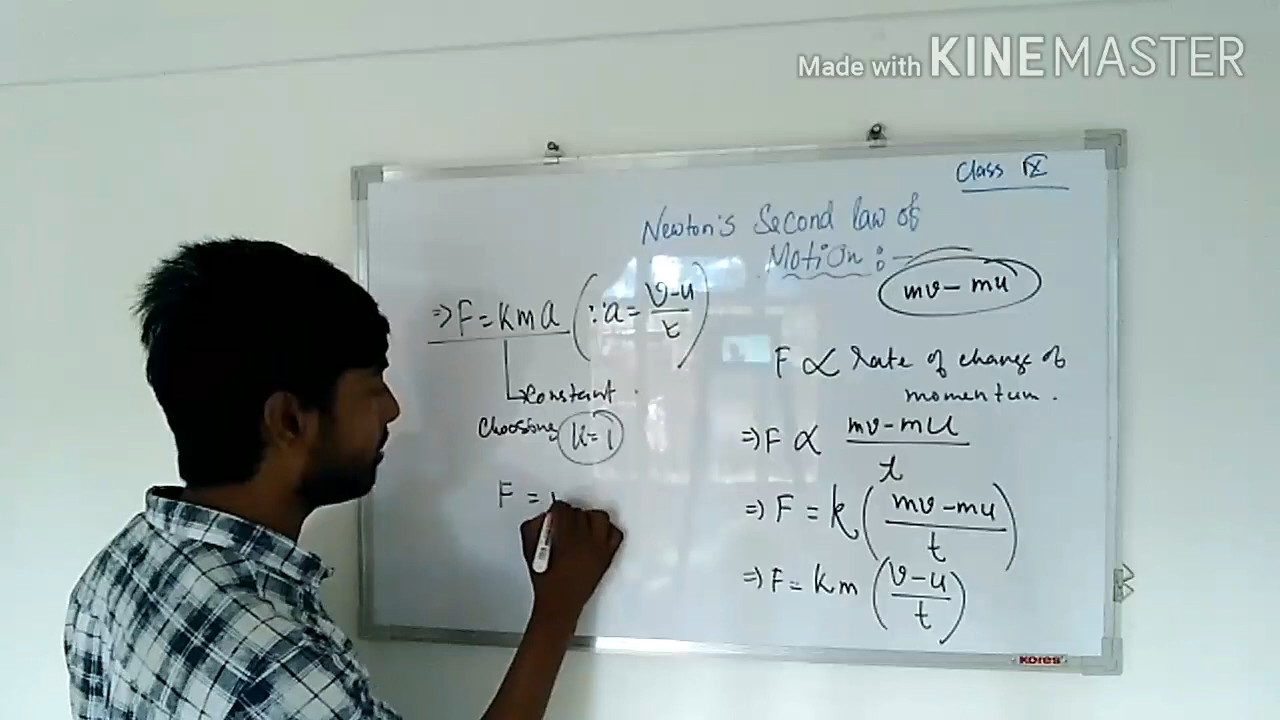 Made with KINEMASTER
Class IX
Newton's Second law of
Motion :-
mv - mu
F ∝ Rate of change of
momentum.
⇒ F ∝ mv - mu / t
⇒ F = k (mv - mu / t)
⇒ F = km (v - u / t)
⇒ F = kma (∵ a = v - u / t)
→ constant.
Choosing k = 1
F =
KORES